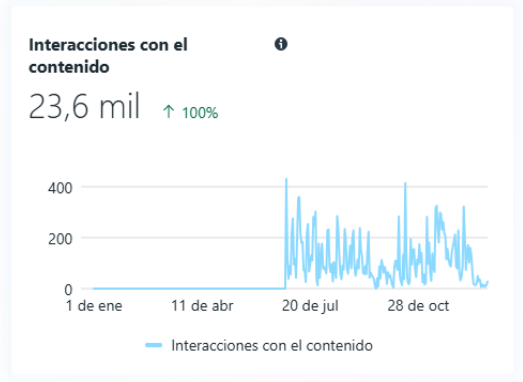 Interacciones con el
contenido
23,6 mil ↑ 100%
400
200
0
1 de ene 11 de abr 20 de jul 28 de oct
Interacciones con el contenido